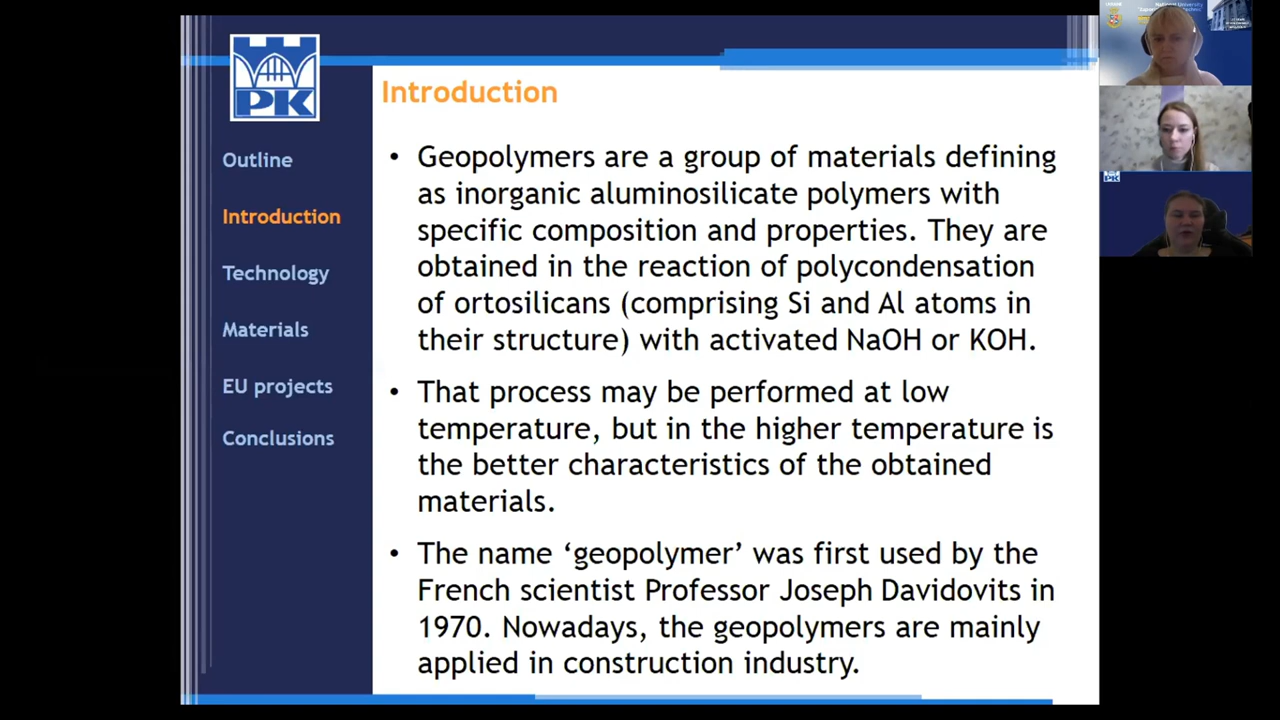 PK
Outline
Introduction
Technology
Materials
EU projects
Conclusions
Introduction
• Geopolymers are a group of materials defining
as inorganic aluminosilicate polymers with
specific composition and properties. They are
obtained in the reaction of polycondensation
of ortosilicans (comprising Si and Al atoms in
their structure) with activated NaOH or KOH.
• That process may be performed at low
temperature, but in the higher temperature is
the better characteristics of the obtained
materials.
• The name ‘geopolymer’ was first used by the
French scientist Professor Joseph Davidovits in
1970. Nowadays, the geopolymers are mainly
applied in construction industry.
National University
PK